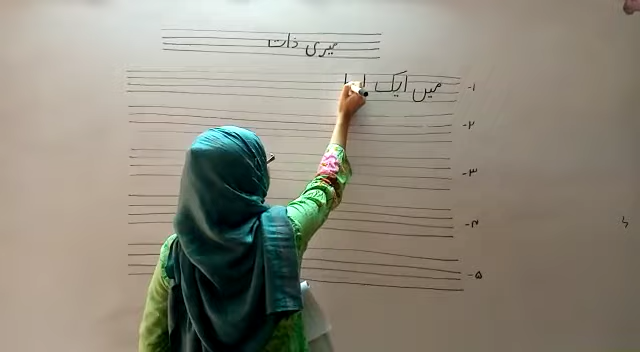 میری ذات
۱- میں ایک
۲-
۳-
۴-
۵-